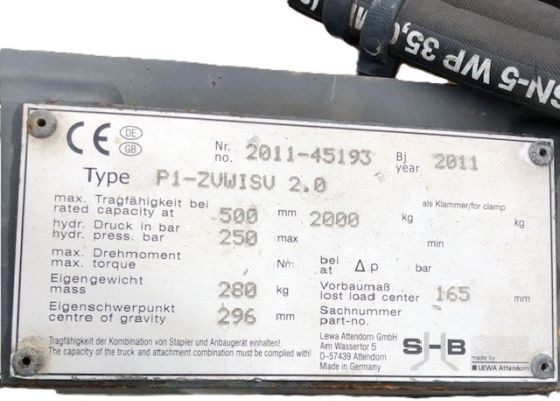 SN-5 WP 35,
CE DE GB Nr. no. 2011-45193 Bj year 2011
Type P1-ZVWISV 2.0
als Klammer/for clamp
max. Tragfähigkeit bei
rated capacity at 500 mm 2000 kg kg
hydr. Druck in bar
hydr. press. bar 250 max min
max. Drehmoment
max. torque Nm bei at Δ p bar
Eigengewicht
mass 280 kg Vorbaumaß lost load center 165 mm
Eigenschwerpunkt
centre of gravity 296 mm Sachnummer part-no.
Tragfähigkeit der Kombination von Stapler und Anbaugerät einhalten!
The capacity of the truck and attachment combination must be complied with!
Lewa Attendorn GmbH
Am Wassertor 5
D-57439 Attendorn
Made in Germany
SHB
made by
LEWA Attendorn